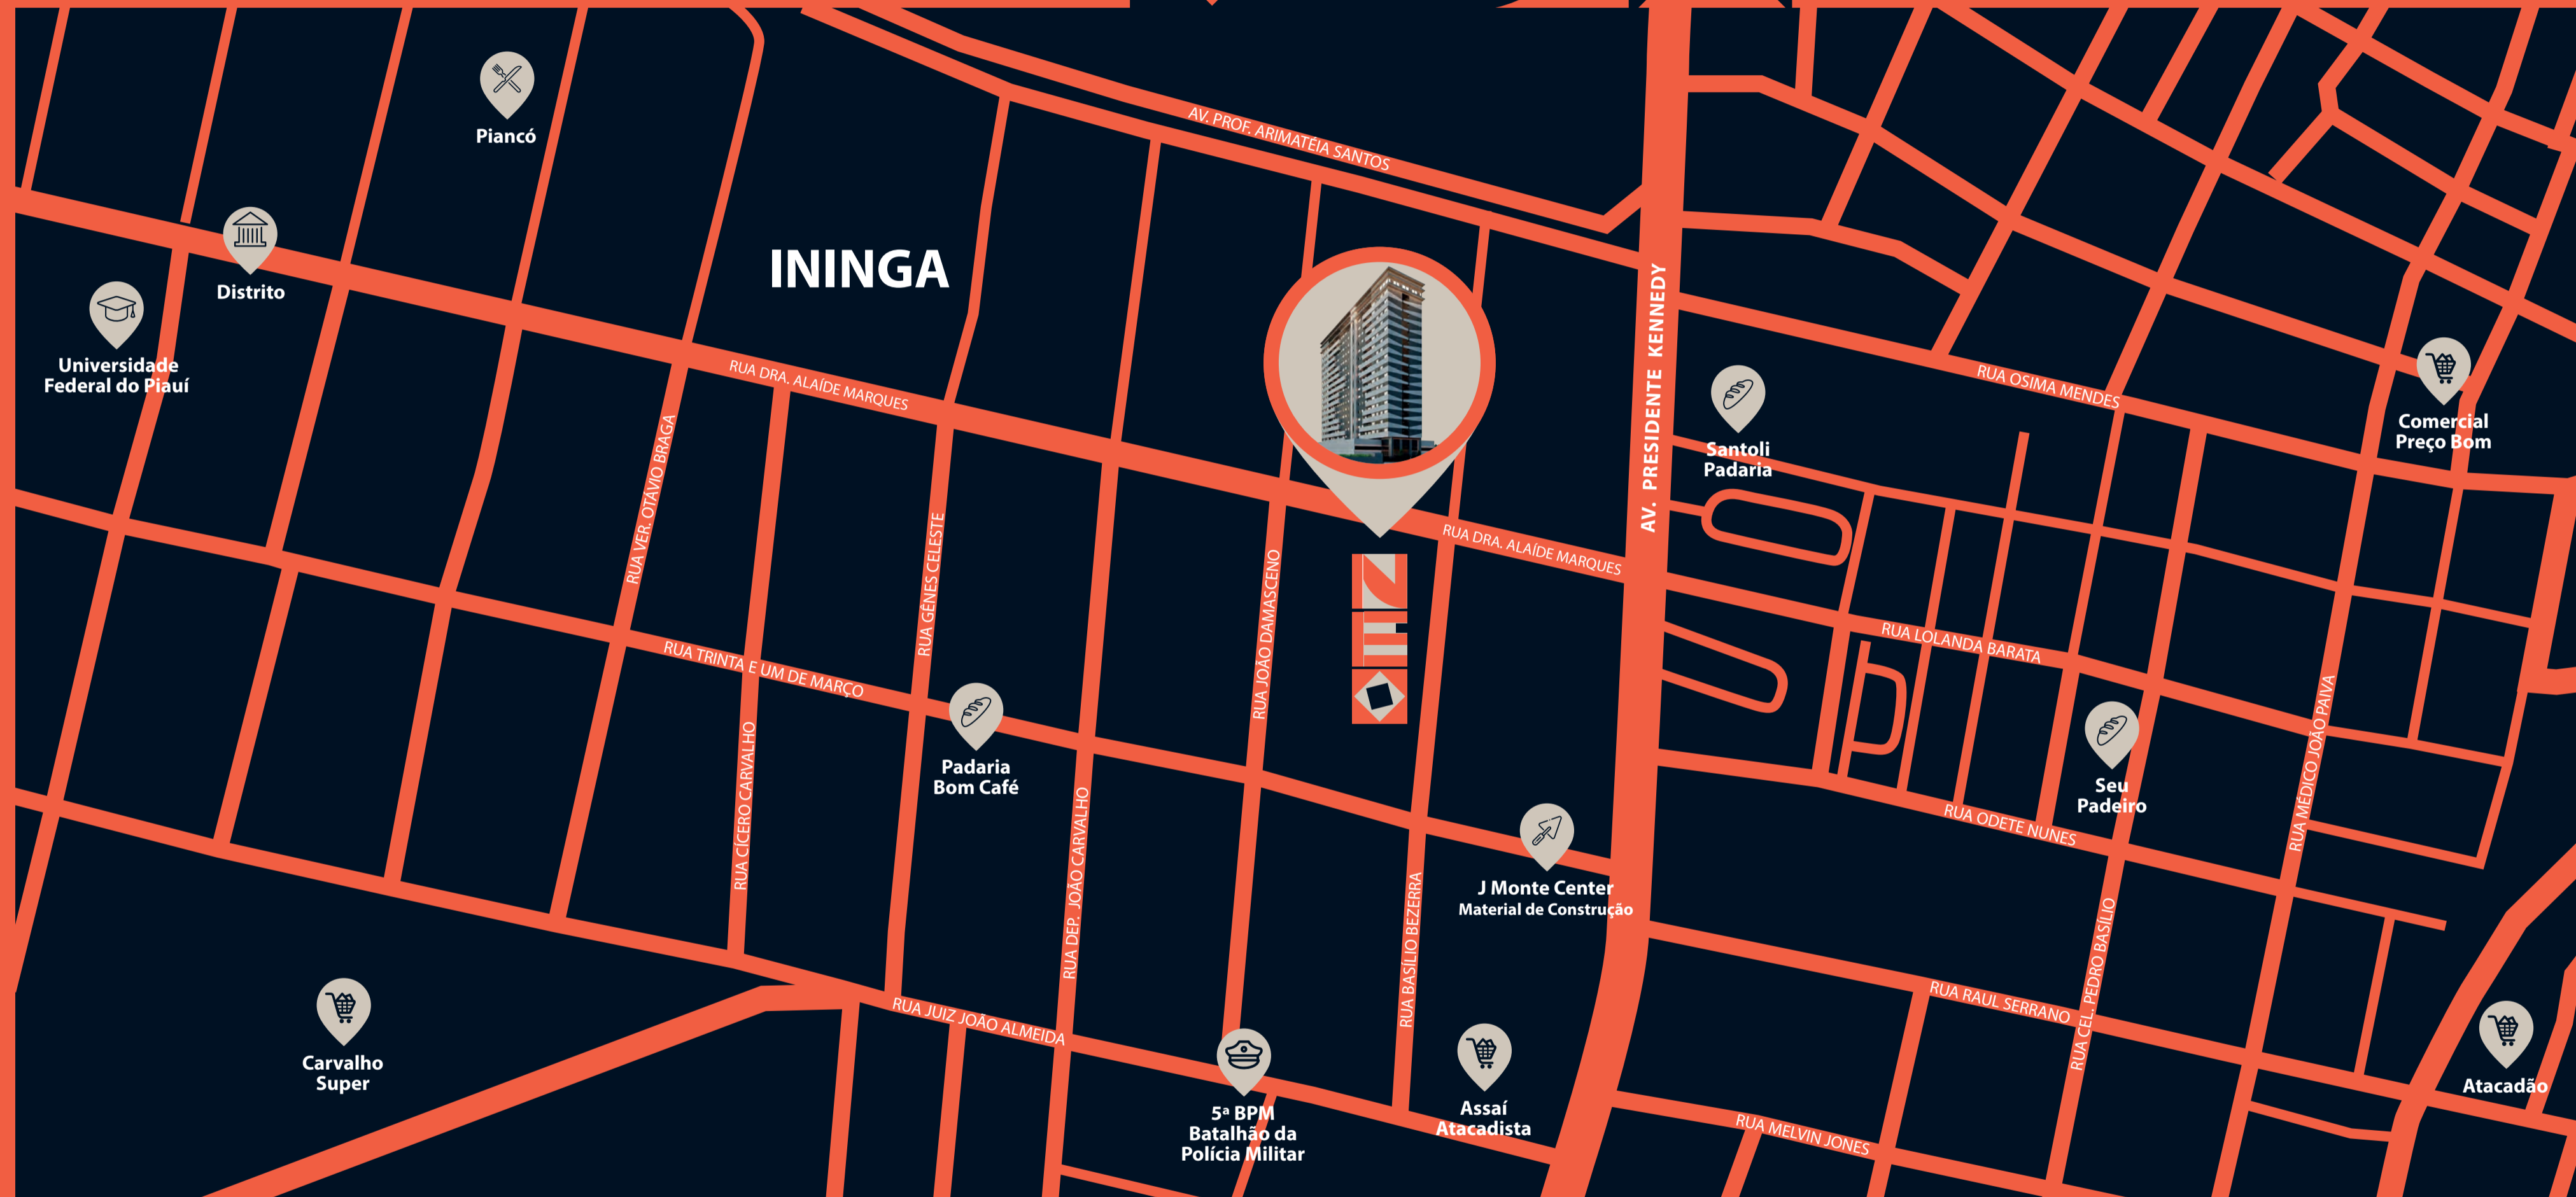 AV. PROF. ARIMATÉIA SANTOS
Piancó
Distrito
ININGA
Universidade
Federal do Piauí
AV. PRESIDENTE KENNEDY
RUA DRA. ALAÍDE MARQUES
RUA OSIMA MENDES
Comercial
Preço Bom
Santoli
Padaria
RUA VER. OTÁVIO BRAGA
RUA GÊNES CELESTE
RUA JOÃO DAMASCENO
RUA DRA. ALAÍDE MARQUES
RUA LOLANDA BARATA
RUA TRINTA E UM DE MARÇO
RUA MÉDICO JOÃO PAIVA
Padaria
Bom Café
Seu
Padeiro
RUA CÍCERO CARVALHO
RUA DEP. JOÃO CARVALHO
RUA ODETE NUNES
J Monte Center
Material de Construção
RUA BASÍLIO BEZERRA
RUA CEL. PEDRO BASÍLIO
RUA JUIZ JOÃO ALMEIDA
RUA RAUL SERRANO
Carvalho
Super
Atacadão
5ª BPM
Batalhão da
Polícia Militar
Assaí
Atacadista
RUA MELVIN JONES